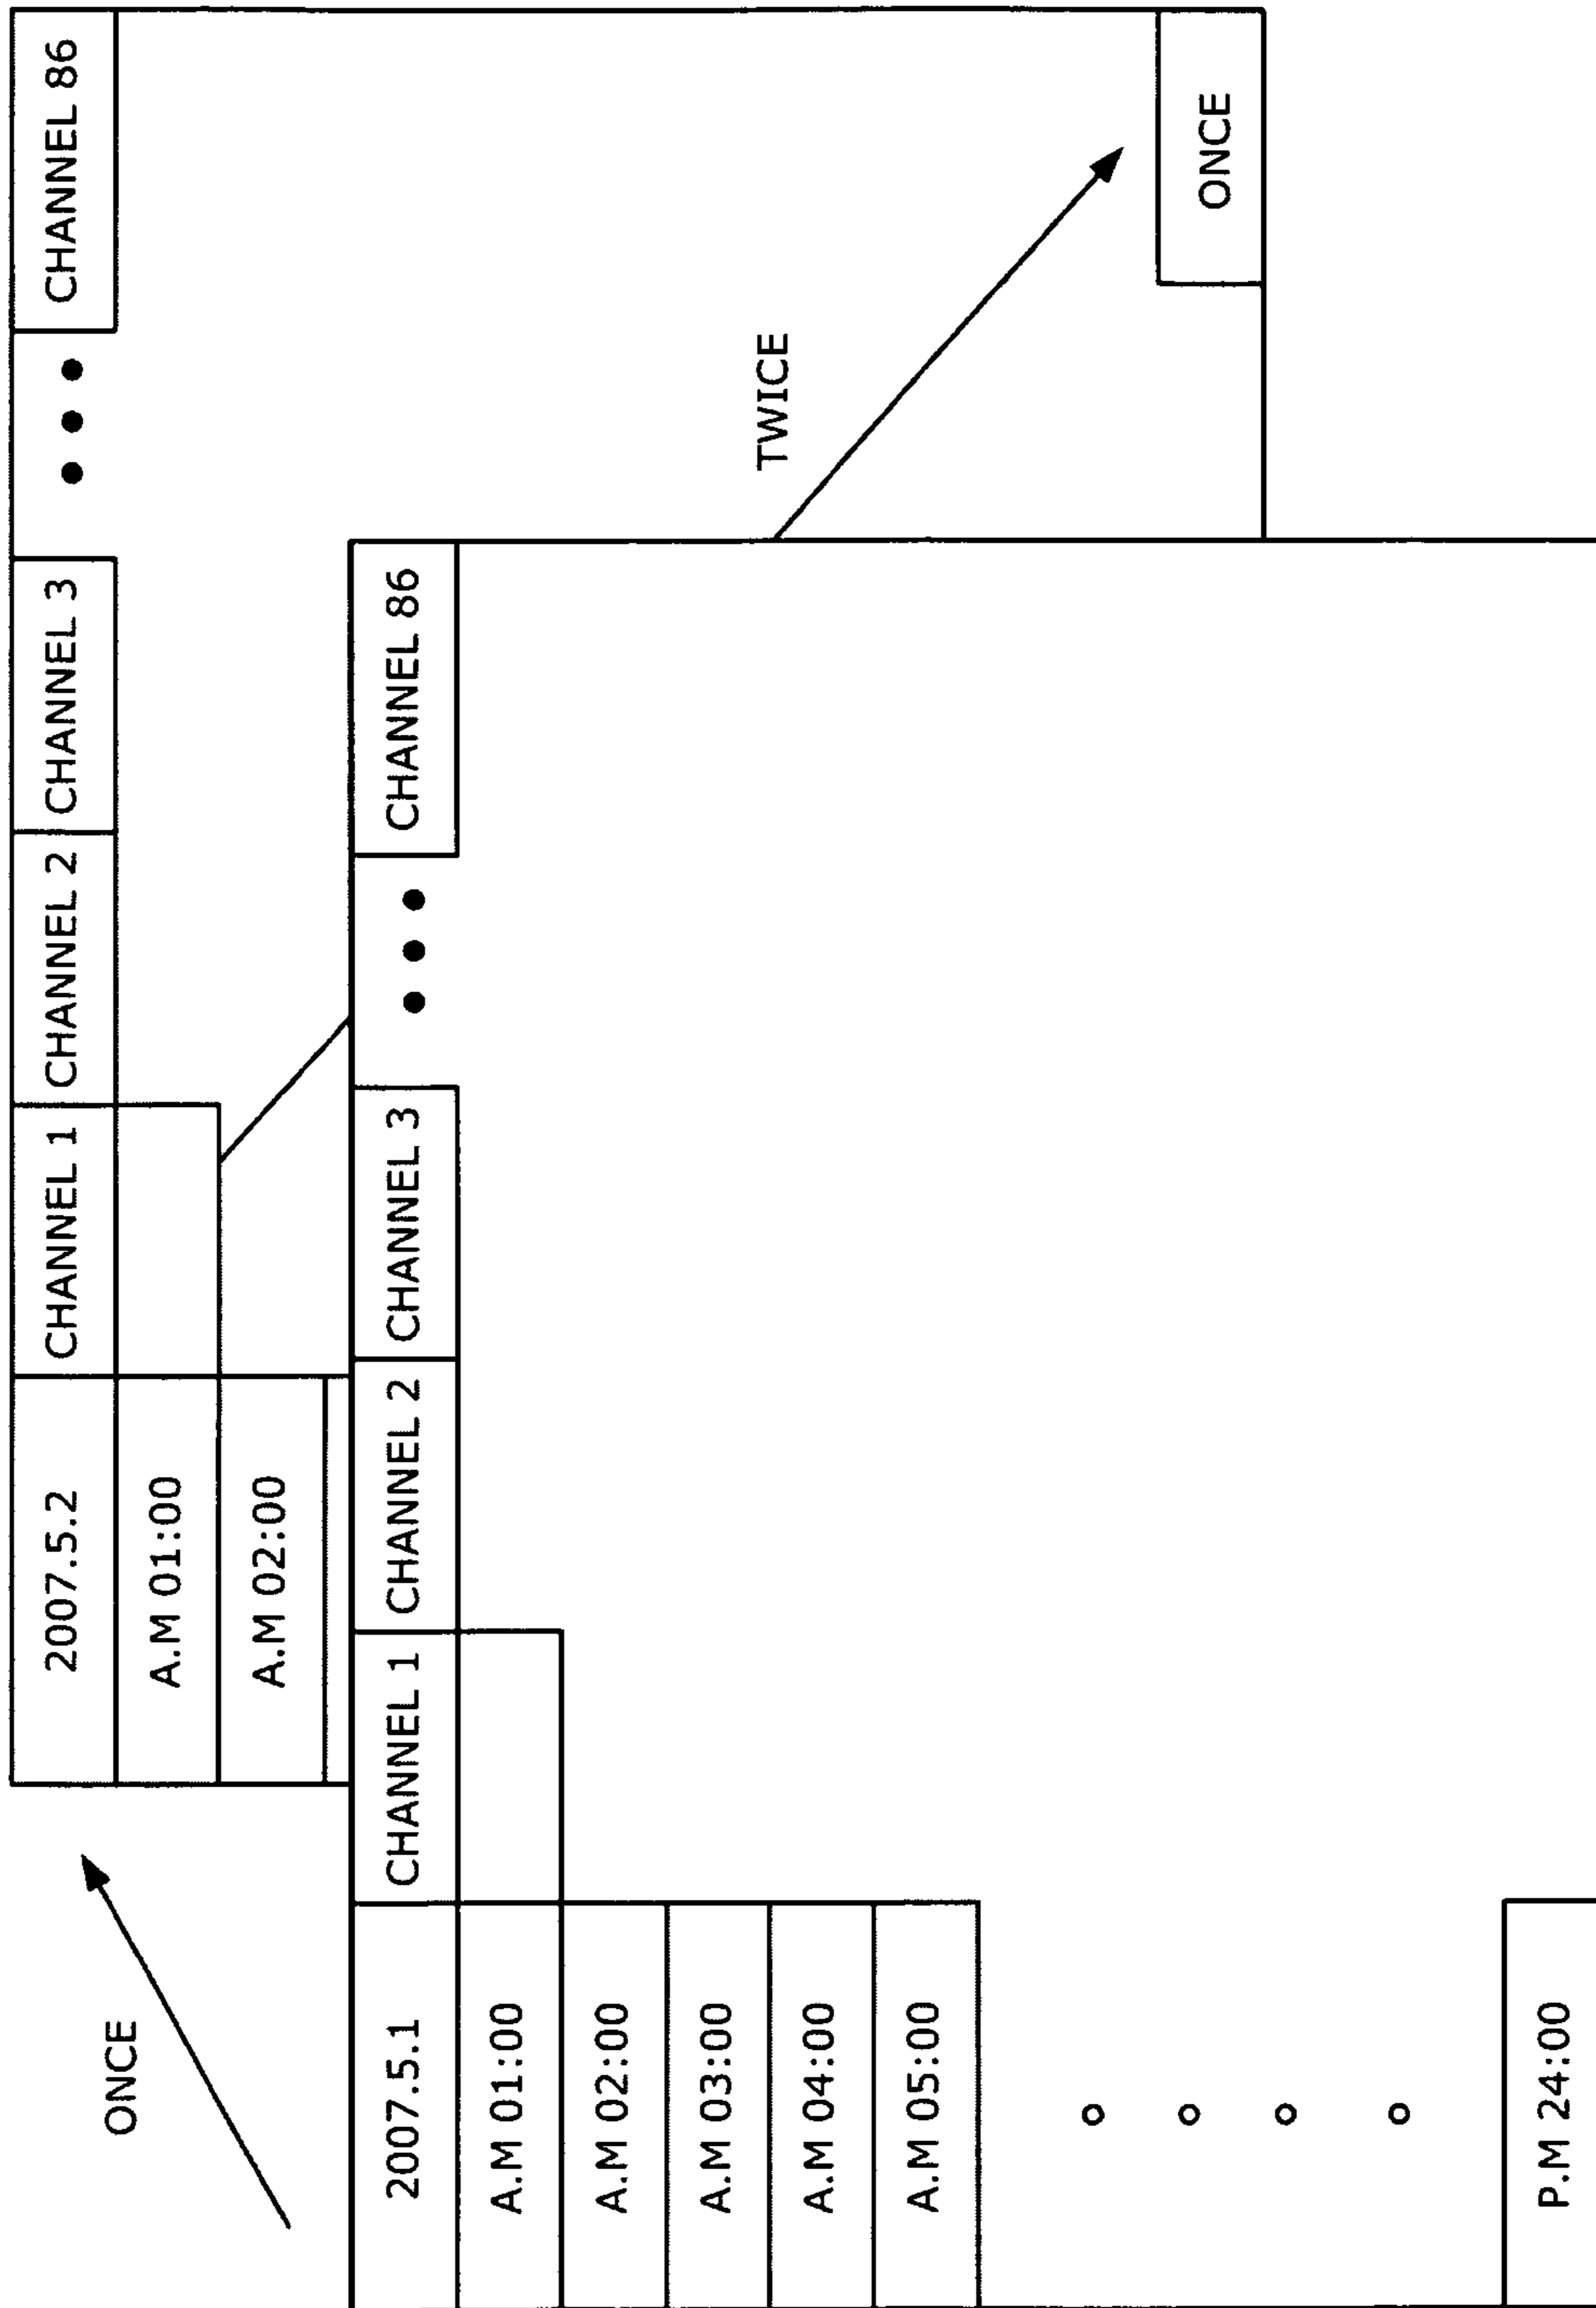 2007.5.2 CHANNEL 1 CHANNEL 2 CHANNEL 3 CHANNEL 86
A.M 01:00
A.M 02:00
ONCE
2007.5.1 CHANNEL 1 CHANNEL 2 CHANNEL 3 CHANNEL 86
A.M 01:00
A.M 02:00
A.M 03:00
A.M 04:00
A.M 05:00
P.M 24:00
TWICE
ONCE